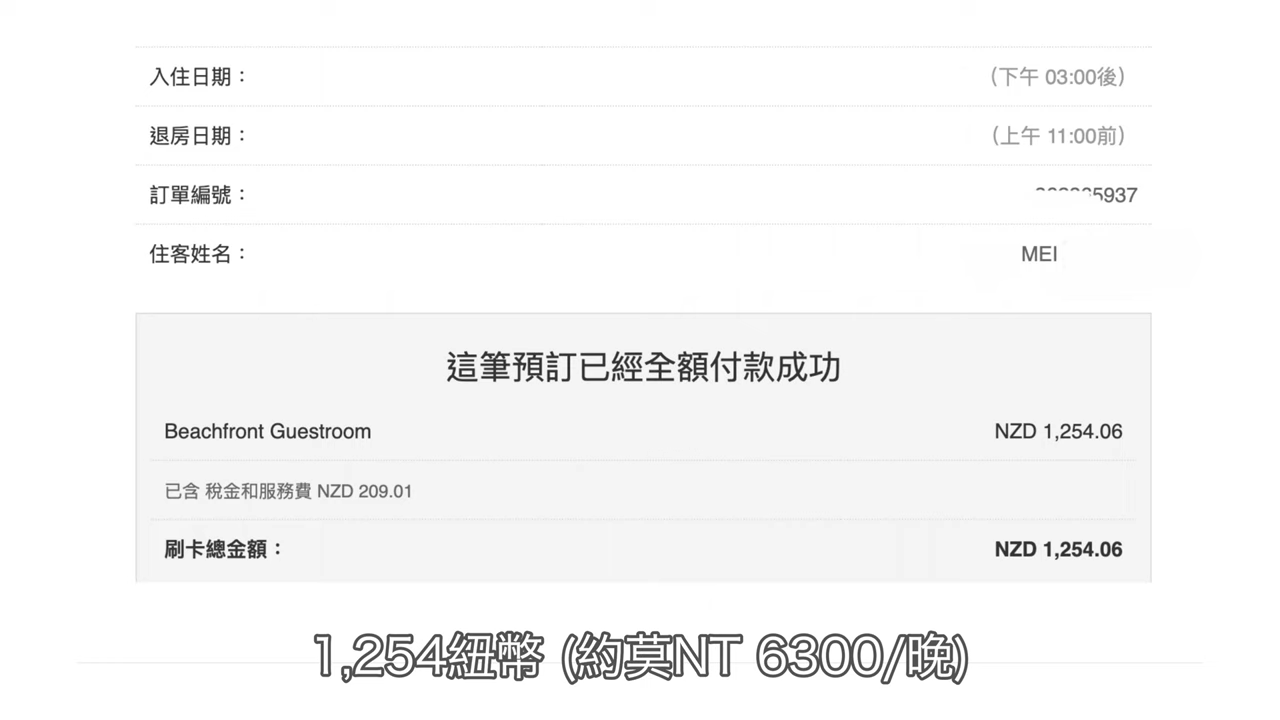 入住日期：
(下午 03:00後)
退房日期：
(上午 11:00前)
訂單編號：
5937
住客姓名：
MEI
這筆預訂已經全額付款成功
Beachfront Guestroom
NZD 1,254.06
已含 稅金和服務費 NZD 209.01
刷卡總金額：
NZD 1,254.06
1,254紐幣 (約莫NT 6300/晚)